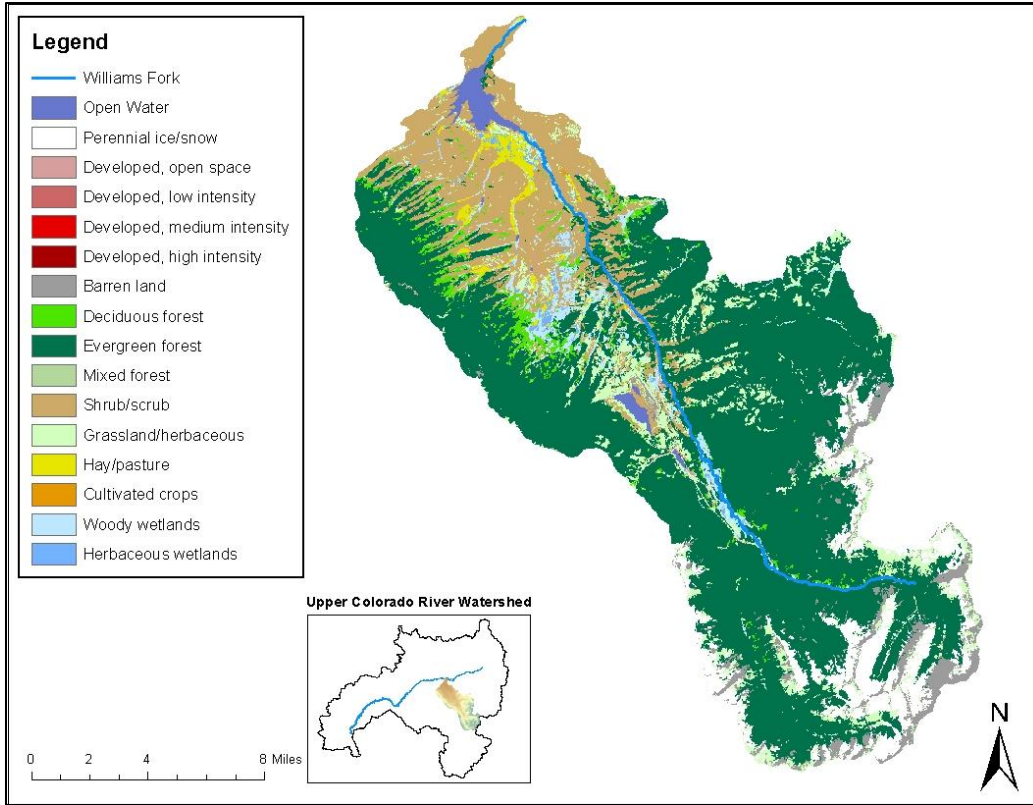 Legend
Williams Fork
Open Water
Perennial ice/snow
Developed, open space
Developed, low intensity
Developed, medium intensity
Developed, high intensity
Barren land
Deciduous forest
Evergreen forest
Mixed forest
Shrub/scrub
Grassland/herbaceous
Hay/pasture
Cultivated crops
Woody wetlands
Herbaceous wetlands
Upper Colorado River Watershed
0 2 4 8 Miles
N